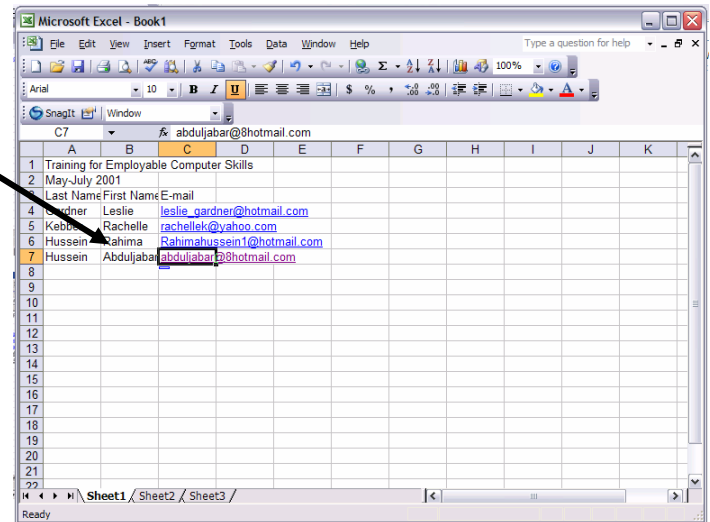 Microsoft Excel - Book1
File Edit View Insert Format Tools Data Window Help Type a question for help
100%
Arial 10 B I U $ % ,
SnagIt Window
C7 fx abduljabar@8hotmail.com
A B C D E F G H I J K
1 Training for Employable Computer Skills
2 May-July 2001
3 Last Name First Name E-mail
4 Gardner Leslie leslie_gardner@hotmail.com
5 Rachelle rachellek@yahoo.com
6 Hussein Rahima Rahimahussein1@hotmail.com
7 Hussein Abduljabar abduljabar@8hotmail.com
8
9
10
11
12
13
14
15
16
17
18
19
20
21
22
Sheet1 Sheet2 Sheet3
Ready